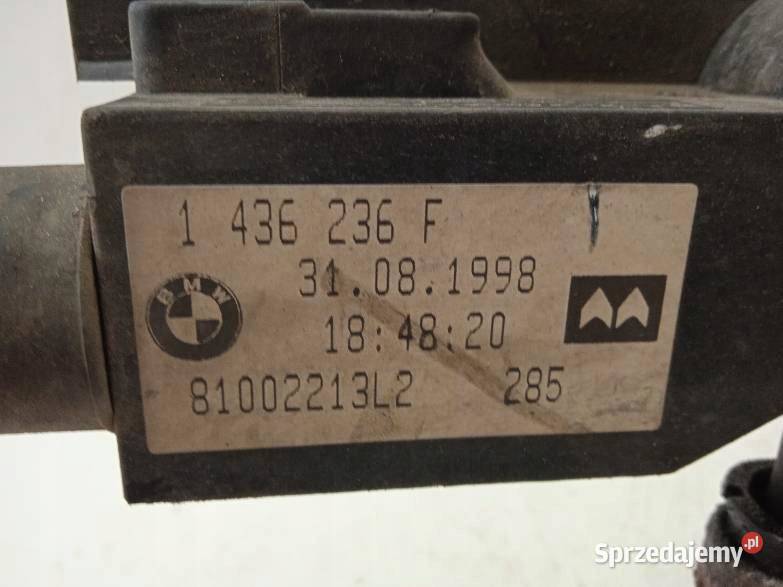 1 436 236 F
31.08.1998
BMW
18:48:20
81002213L2 285
Sprzedajemy.pl